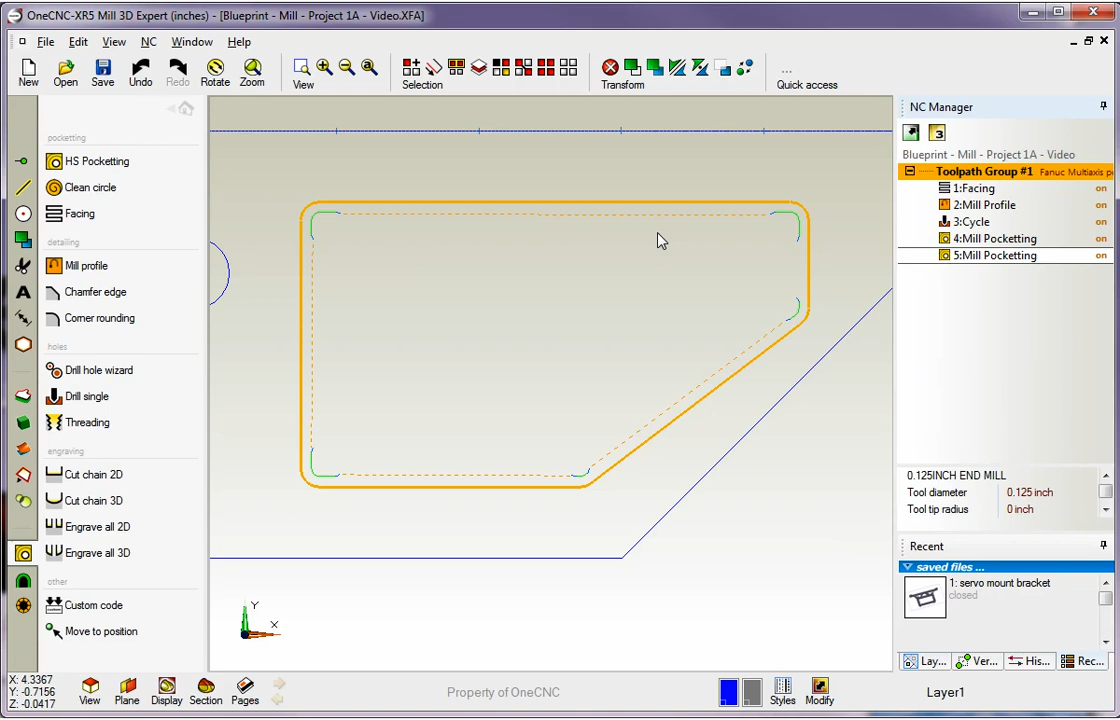 OneCNC-XR5 Mill 3D Expert (inches) - [Blueprint - Mill - Project 1A - Video.XFA]
File Edit View NC Window Help
New Open Save Undo Redo Rotate Zoom View Selection Transform ... Quick access
pocketting
HS Pocketting
Clean circle
Facing
detailing
Mill profile
Chamfer edge
Corner rounding
holes
Drill hole wizard
Drill single
Threading
engraving
Cut chain 2D
Cut chain 3D
Engrave all 2D
Engrave all 3D
other
Custom code
Move to position
Y
X
NC Manager
3
Blueprint - Mill - Project 1A - Video
Toolpath Group #1 Fanuc Multiaxis p
1:Facing on
2:Mill Profile on
3:Cycle on
4:Mill Pocketting on
5:Mill Pocketting on
0.125INCH END MILL
Tool diameter 0.125 inch
Tool tip radius 0 inch
Recent
saved files ...
1: servo mount bracket
closed
Lay... Ver... His... Rec...
X: 4.3367
Y: -0.7156
Z: -0.0417
View Plane Display Section Pages
Property of OneCNC
Styles Modify
Layer1